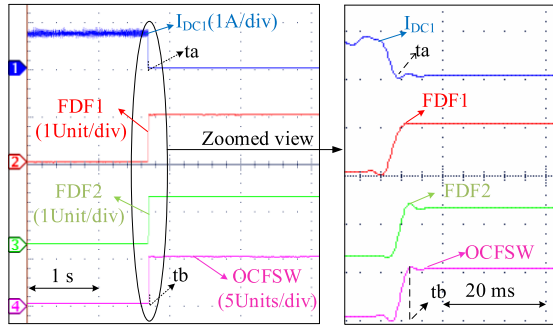 I_DC1(1A/div)
ta
1
FDF1
(1Unit/div)
2
Zoomed view
FDF2
(1Unit/div)
3
1 s
OCFSW
(5Units/div)
tb
4
I_DC1
ta
FDF1
FDF2
OCFSW
20 ms
tb